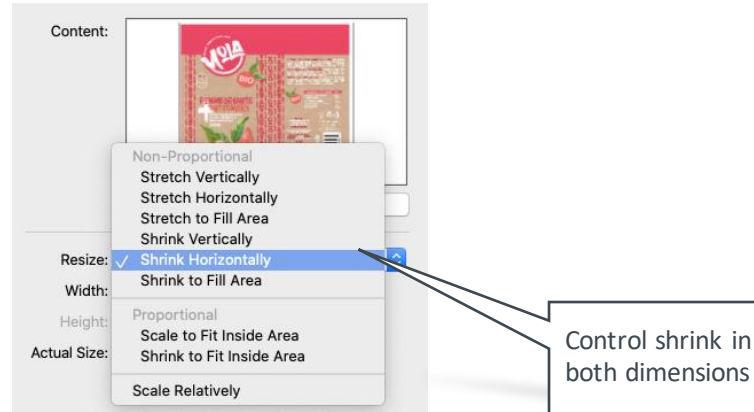 Content:
YOLA
BIO
Non-Proportional
Stretch Vertically
Stretch Horizontally
Stretch to Fill Area
Shrink Vertically
Resize: ✓ Shrink Horizontally
Width: Shrink to Fill Area
Height: Proportional
Scale to Fit Inside Area
Actual Size: Shrink to Fit Inside Area
Scale Relatively
Control shrink in
both dimensions